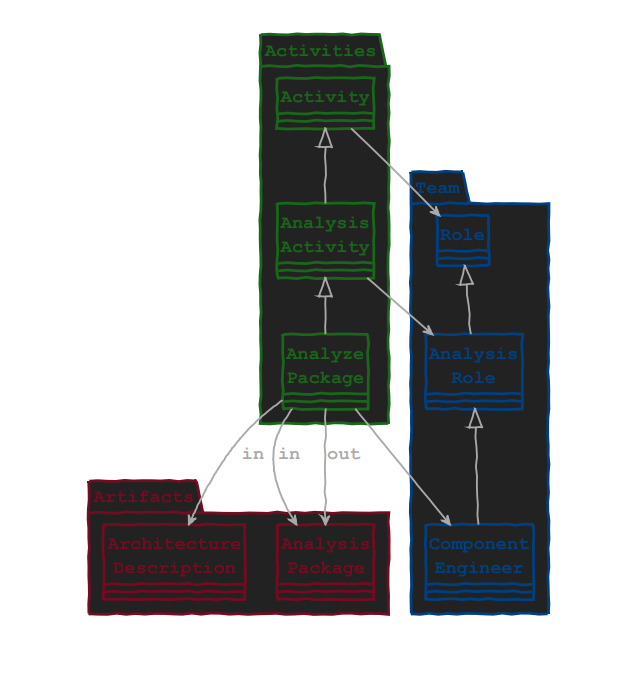 Activities
Activity
Team
Role
Analysis
Activity
Analyze
Package
Analysis
Role
in
in
out
Artifacts
Architecture
Description
Analysis
Package
Component
Engineer